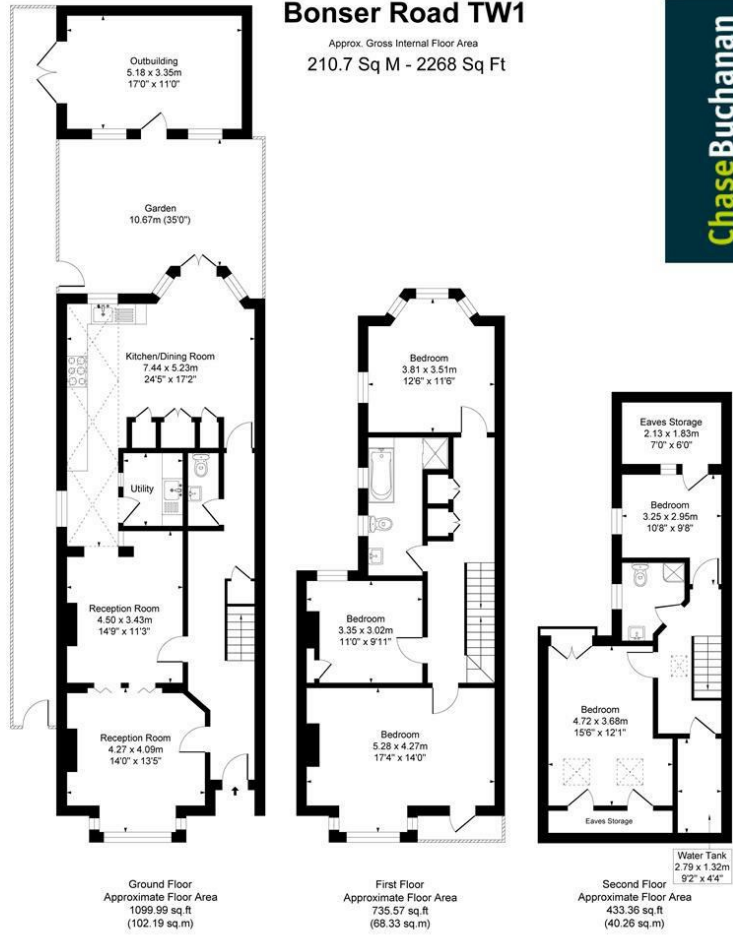 Bonser Road TW1
Approx. Gross Internal Floor Area
210.7 Sq M - 2268 Sq Ft
ChaseBuchanan
Outbuilding
5.18 x 3.35m
17'0" x 11'0"
Garden
10.67m (35'0")
Kitchen/Dining Room
7.44 x 5.23m
24'5" x 17'2"
Utility
Reception Room
4.50 x 3.43m
14'9" x 11'3"
Reception Room
4.27 x 4.09m
14'0" x 13'5"
Ground Floor
Approximate Floor Area
1099.99 sq.ft
(102.19 sq.m)
Bedroom
3.81 x 3.51m
12'6" x 11'6"
Bedroom
3.35 x 3.02m
11'0" x 9'11"
Bedroom
5.28 x 4.27m
17'4" x 14'0"
First Floor
Approximate Floor Area
735.57 sq.ft
(68.33 sq.m)
Eaves Storage
2.13 x 1.83m
7'0" x 6'0"
Bedroom
3.25 x 2.95m
10'8" x 9'8"
Bedroom
4.72 x 3.68m
15'6" x 12'1"
Eaves Storage
Water Tank
2.79 x 1.32m
9'2" x 4'4"
Second Floor
Approximate Floor Area
433.36 sq.ft
(40.26 sq.m)